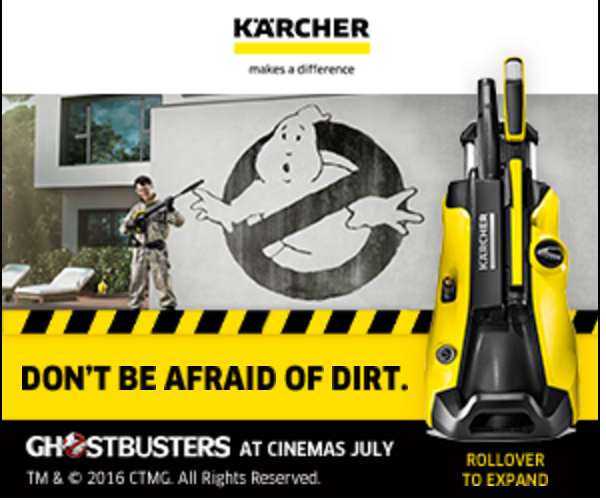 KÄRCHER
makes a difference
KÄRCHER
DON'T BE AFRAID OF DIRT.
GHOSTBUSTERS AT CINEMAS JULY
TM & © 2016 CTMG. All Rights Reserved.
ROLLOVER
TO EXPAND